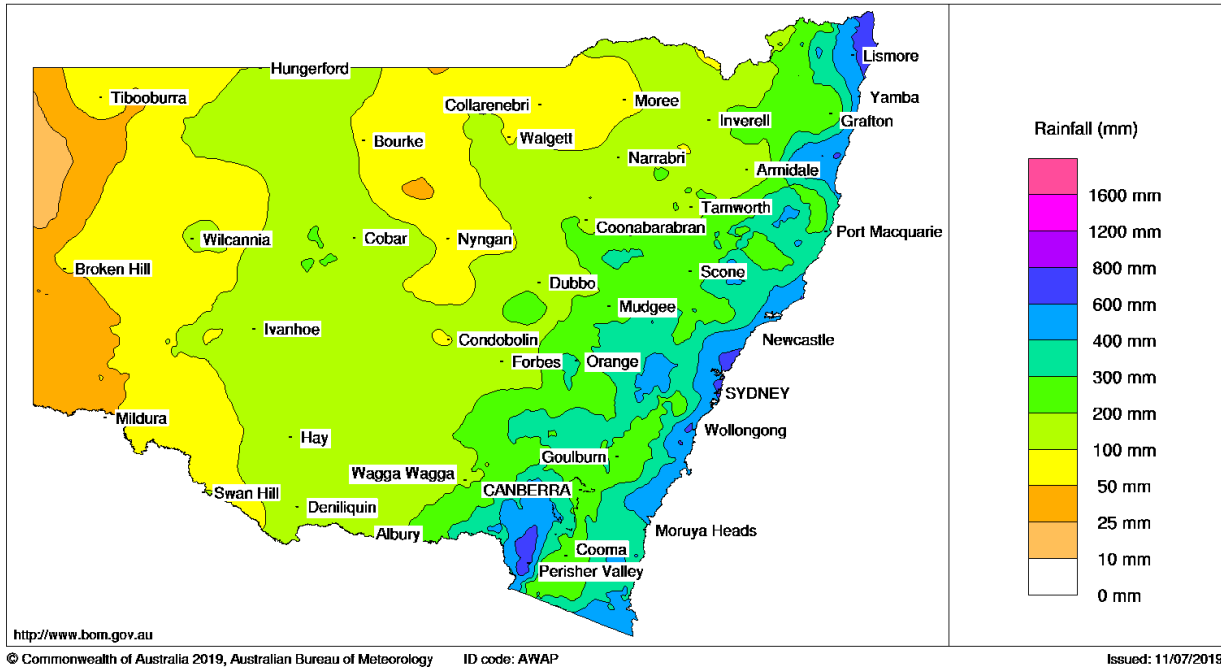 Lismore
Hungerford
Tibooburra
Yamba
Collarenebri
Moree
Inverell
Grafton
Rainfall (mm)
Bourke
Walgett
Narrabri
Armidale
1600 mm
Tamworth
Coonabarabran
1200 mm
Port Macquarie
Wilcannia
Cobar
Nyngan
800 mm
Broken Hill
Scone
Dubbo
600 mm
Mudgee
Ivanhoe
400 mm
Condobolin
Newcastle
Forbes
Orange
300 mm
SYDNEY
200 mm
Mildura
Wollongong
Hay
100 mm
Goulburn
Wagga Wagga
50 mm
CANBERRA
Swan Hill
Deniliquin
25 mm
Albury
Moruya Heads
Cooma
10 mm
Perisher Valley
0 mm
http://www.bom.gov.au
© Commonwealth of Australia 2019, Australian Bureau of Meteorology ID code: AWAP Issued: 11/07/2019